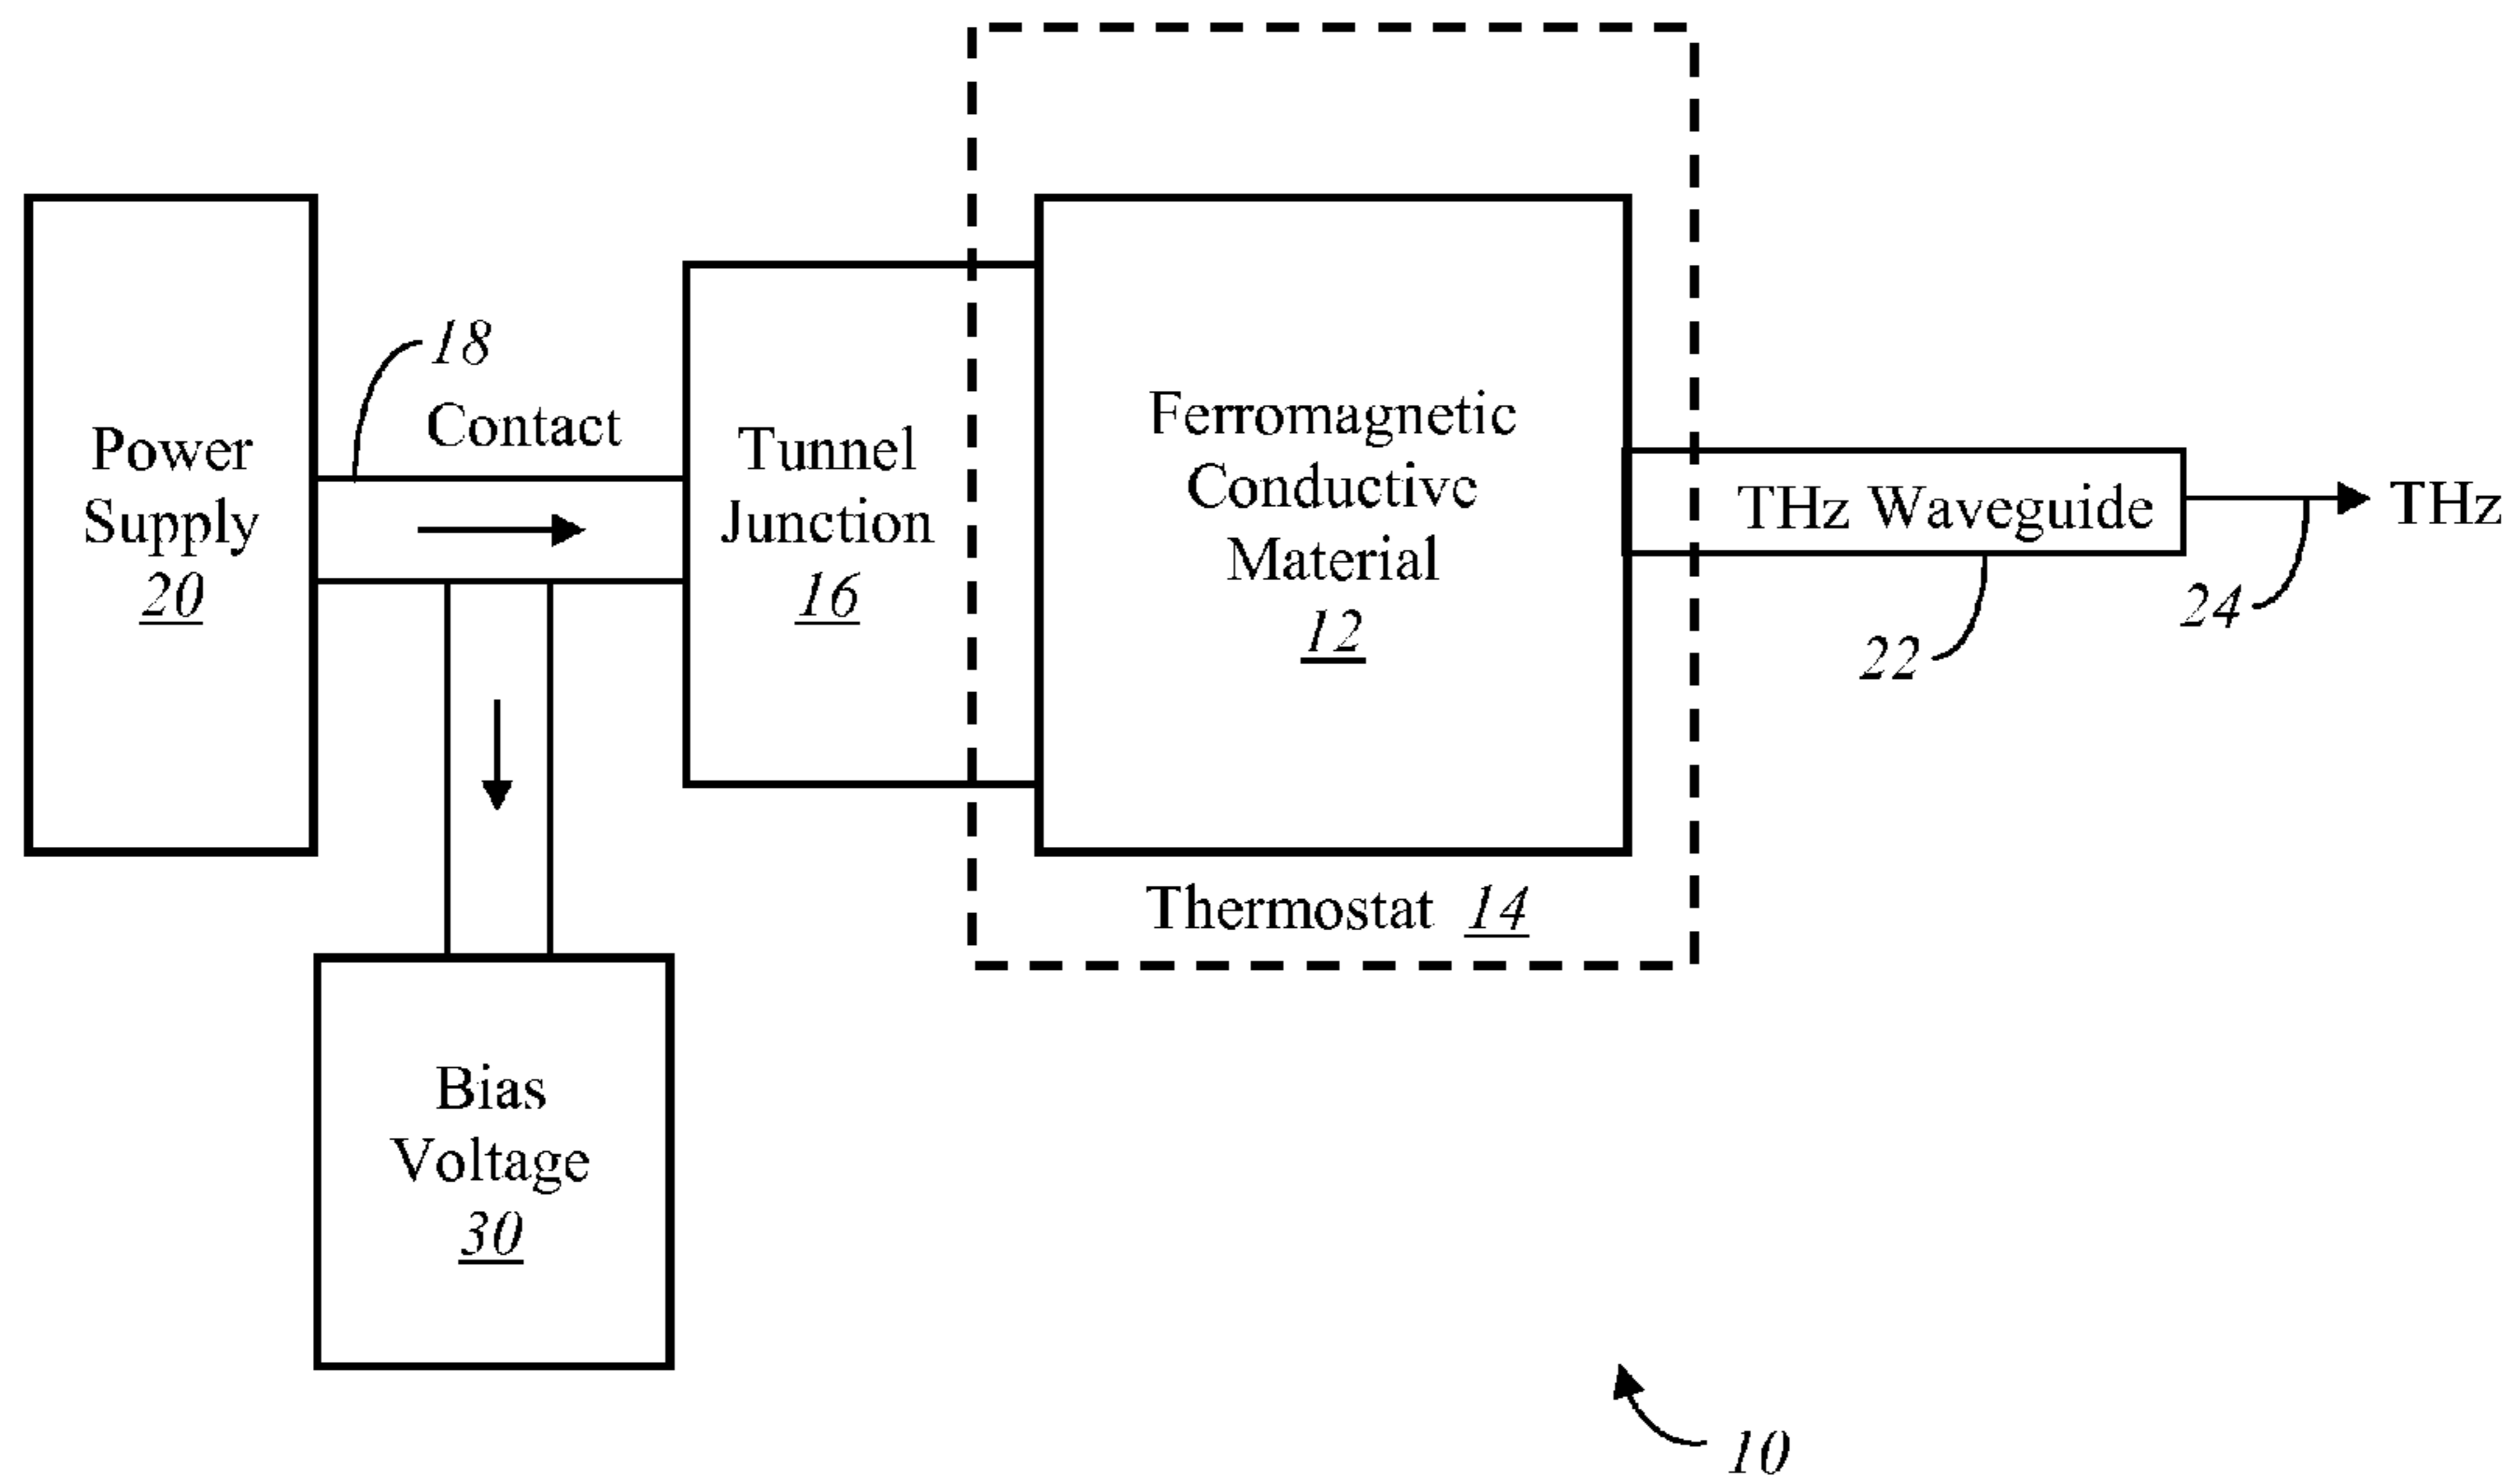 Power
Supply
20
18
Contact
Tunnel
Junction
16
Ferromagnetic
Conductive
Material
12
Thermostat 14
THz Waveguide
22
24
THz
Bias
Voltage
30
10